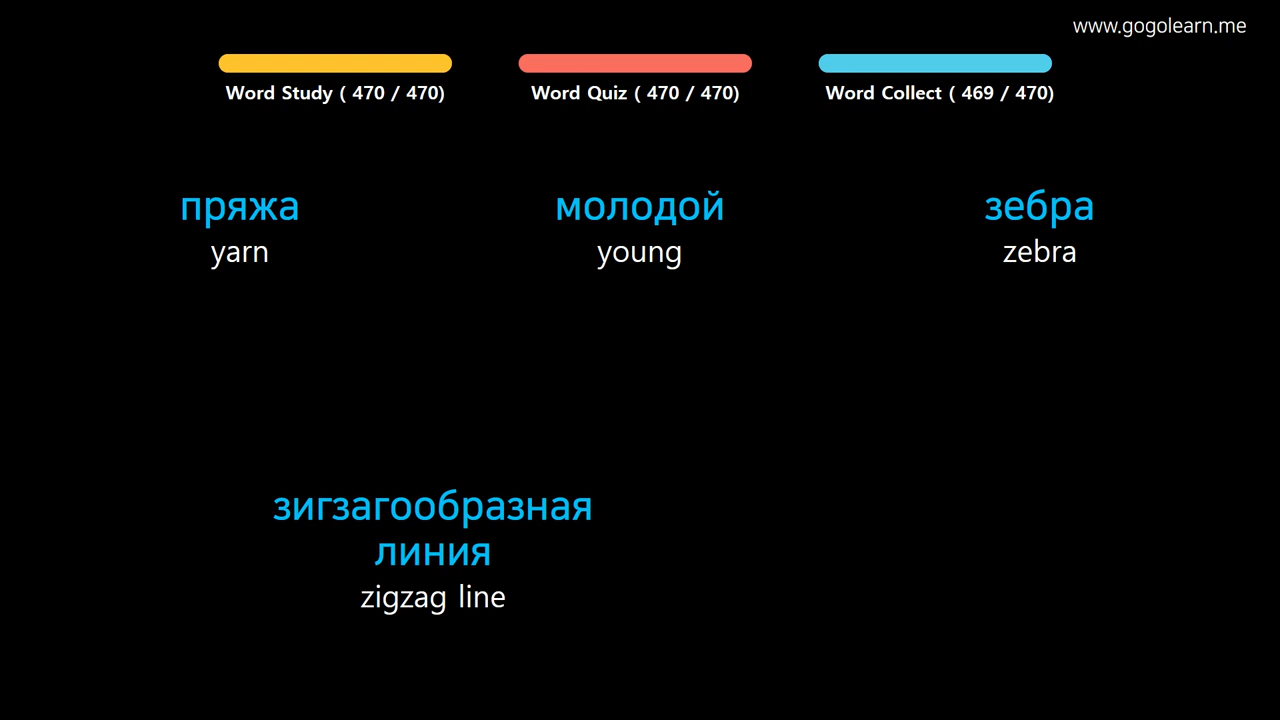 www.gogolearn.me
Word Study ( 470 / 470)
Word Quiz ( 470 / 470)
Word Collect ( 469 / 470)
пряжа
yarn
молодой
young
зебра
zebra
зигзагообразная
линия
zigzag line